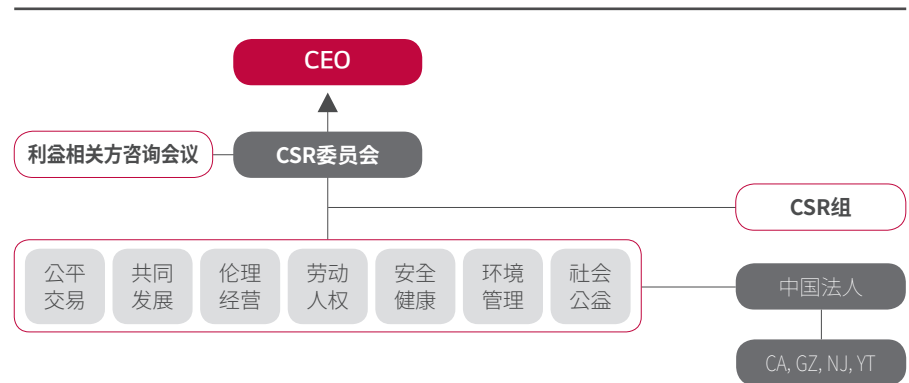 CEO
利益相关方咨询会议
CSR委员会
CSR组
公平
交易
共同
发展
伦理
经营
劳动
人权
安全
健康
环境
管理
社会
公益
中国法人
CA, GZ, NJ, YT